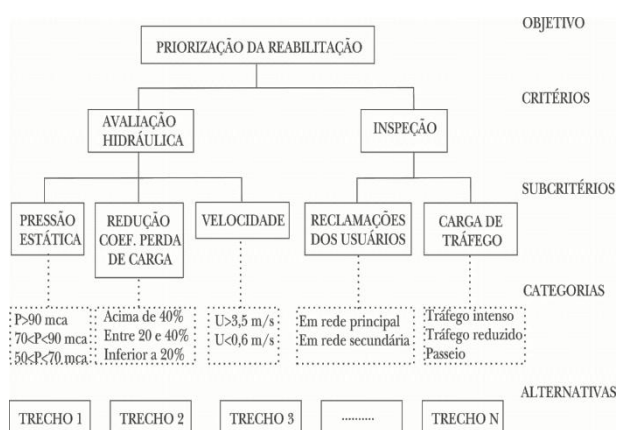 OBJETIVO
PRIORIZAÇÃO DA REABILITAÇÃO
CRITÉRIOS
AVALIAÇÃO
HIDRÁULICA
INSPEÇÃO
SUBCRITÉRIOS
PRESSÃO
ESTÁTICA
REDUÇÃO
COEF. PERDA
DE CARGA
VELOCIDADE
RECLAMAÇÕES
DOS USUÁRIOS
CARGA DE
TRÁFEGO
CATEGORIAS
P>90 mca
70<P<90 mca
50<P<70 mca
Acima de 40%
Entre 20 e 40%
Inferior a 20%
U>3,5 m/s
U<0,6 m/s
Em rede principal
Em rede secundária
Tráfego intenso
Tráfego reduzido
Passeio
ALTERNATIVAS
TRECHO 1
TRECHO 2
TRECHO 3
..........
TRECHO N